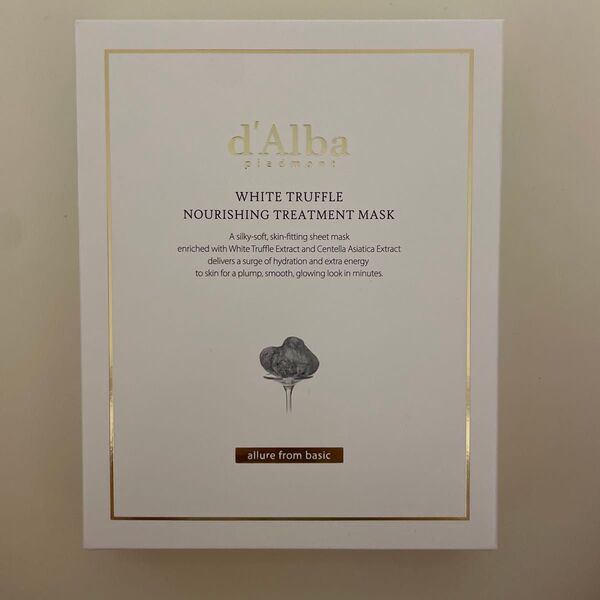 d'Alba
piedmont
WHITE TRUFFLE
NOURISHING TREATMENT MASK
A silky-soft, skin-fitting sheet mask
enriched with White Truffle Extract and Centella Asiatica Extract
delivers a surge of hydration and extra energy
to skin for a plump, smooth, glowing look in minutes.
allure from basic